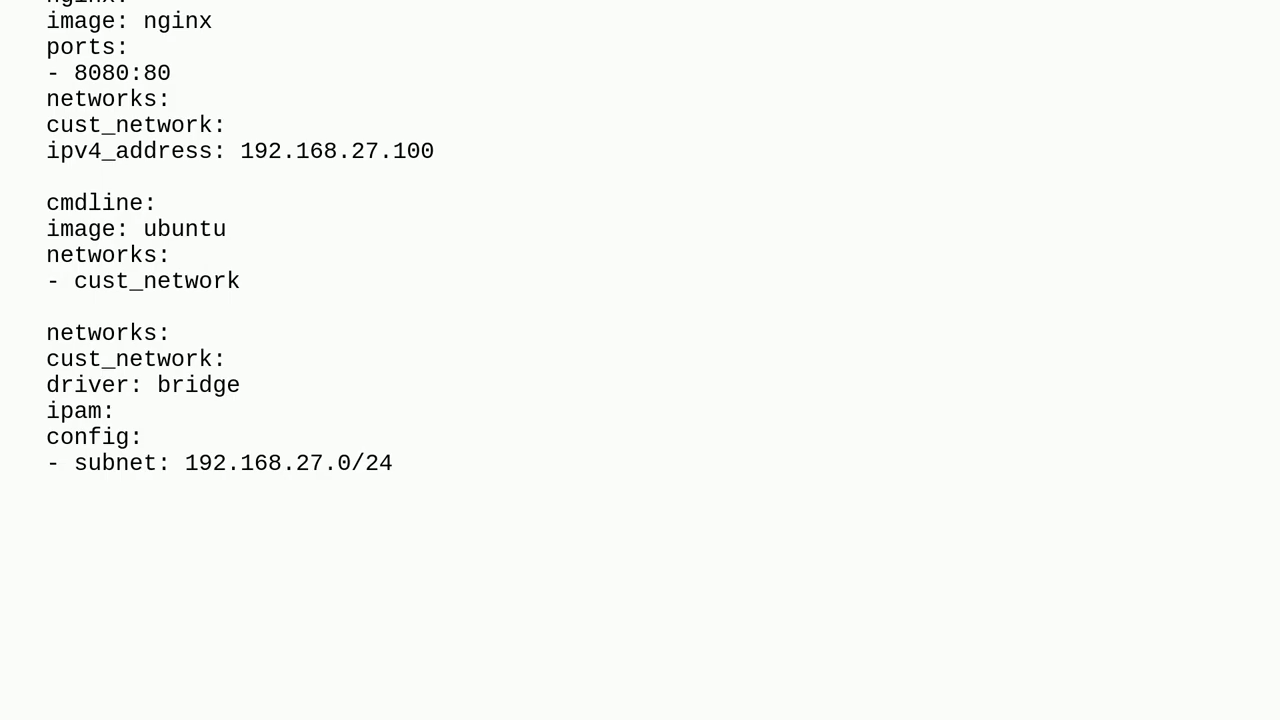 nginx:
image: nginx
ports:
- 8080:80
networks:
cust_network:
ipv4_address: 192.168.27.100

cmdline:
image: ubuntu
networks:
- cust_network

networks:
cust_network:
driver: bridge
ipam:
config:
- subnet: 192.168.27.0/24